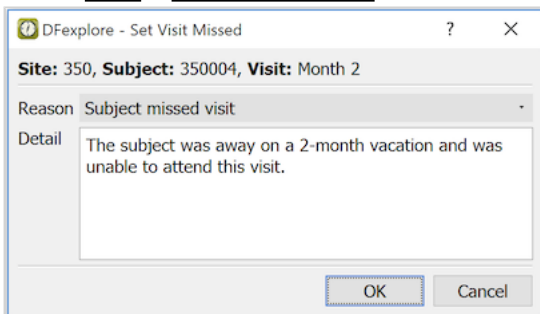 DFexplore - Set Visit Missed ? ×
Site: 350, Subject: 350004, Visit: Month 2
Reason Subject missed visit
Detail The subject was away on a 2-month vacation and was
unable to attend this visit.
OK Cancel